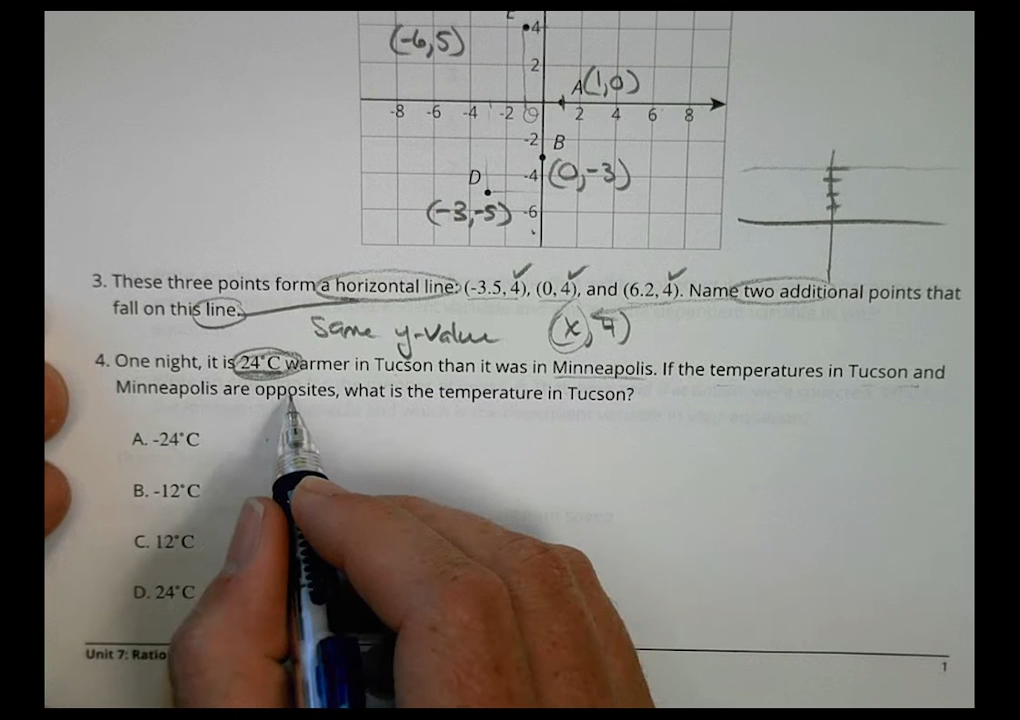 4
(-6,5)
2
A(1,0)
-8 -6 -4 -2 0 2 4 6 8
-2 B
D -4 (0,-3)
(-3,-5) -6
3. These three points form a horizontal line: (-3.5, 4), (0, 4), and (6.2, 4). Name two additional points that
fall on this line.
Same y-value (x, 4)
4. One night, it is 24°C warmer in Tucson than it was in Minneapolis. If the temperatures in Tucson and
Minneapolis are opposites, what is the temperature in Tucson?
A. -24°C
B. -12°C
C. 12°C
D. 24°C
Unit 7: Ratio
1